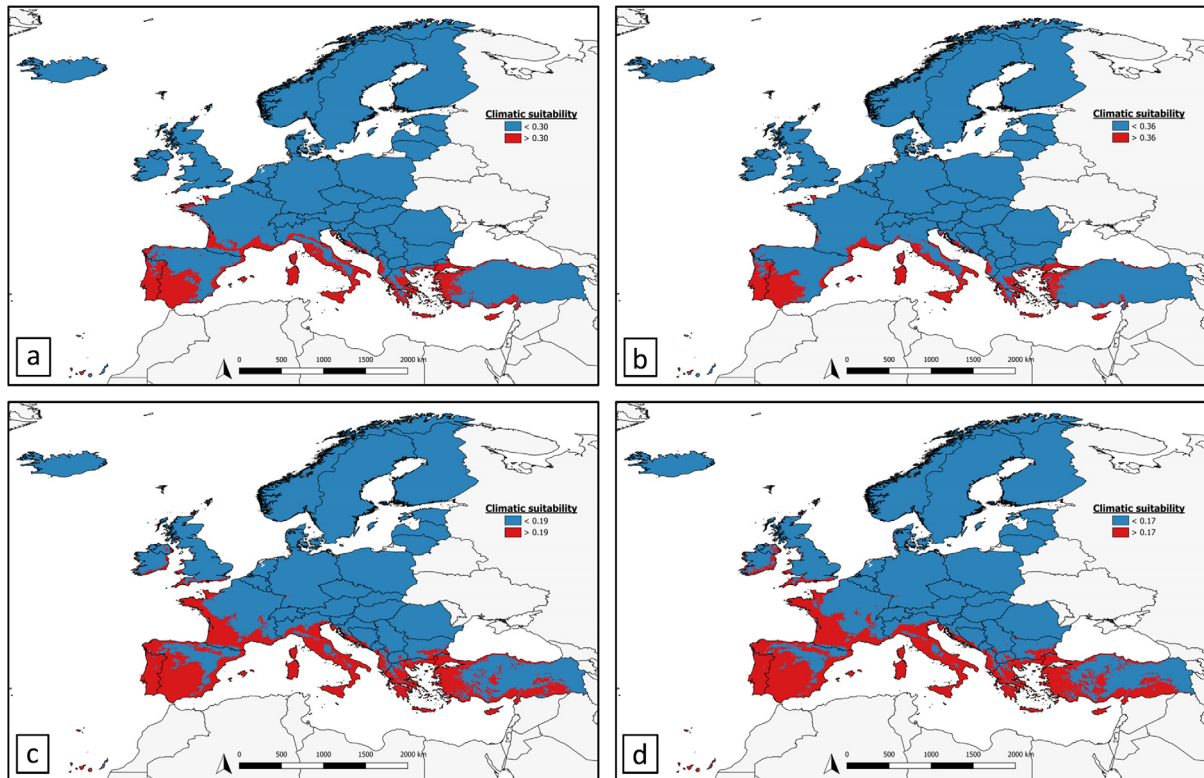 Climatic suitability
< 0.30
> 0.30
a
0 500 1000 1500 2000 km
Climatic suitability
< 0.36
> 0.36
b
0 500 1000 1500 2000 km
Climatic suitability
< 0.19
> 0.19
c
0 500 1000 1500 2000 km
Climatic suitability
< 0.17
> 0.17
d
0 500 1000 1500 2000 km